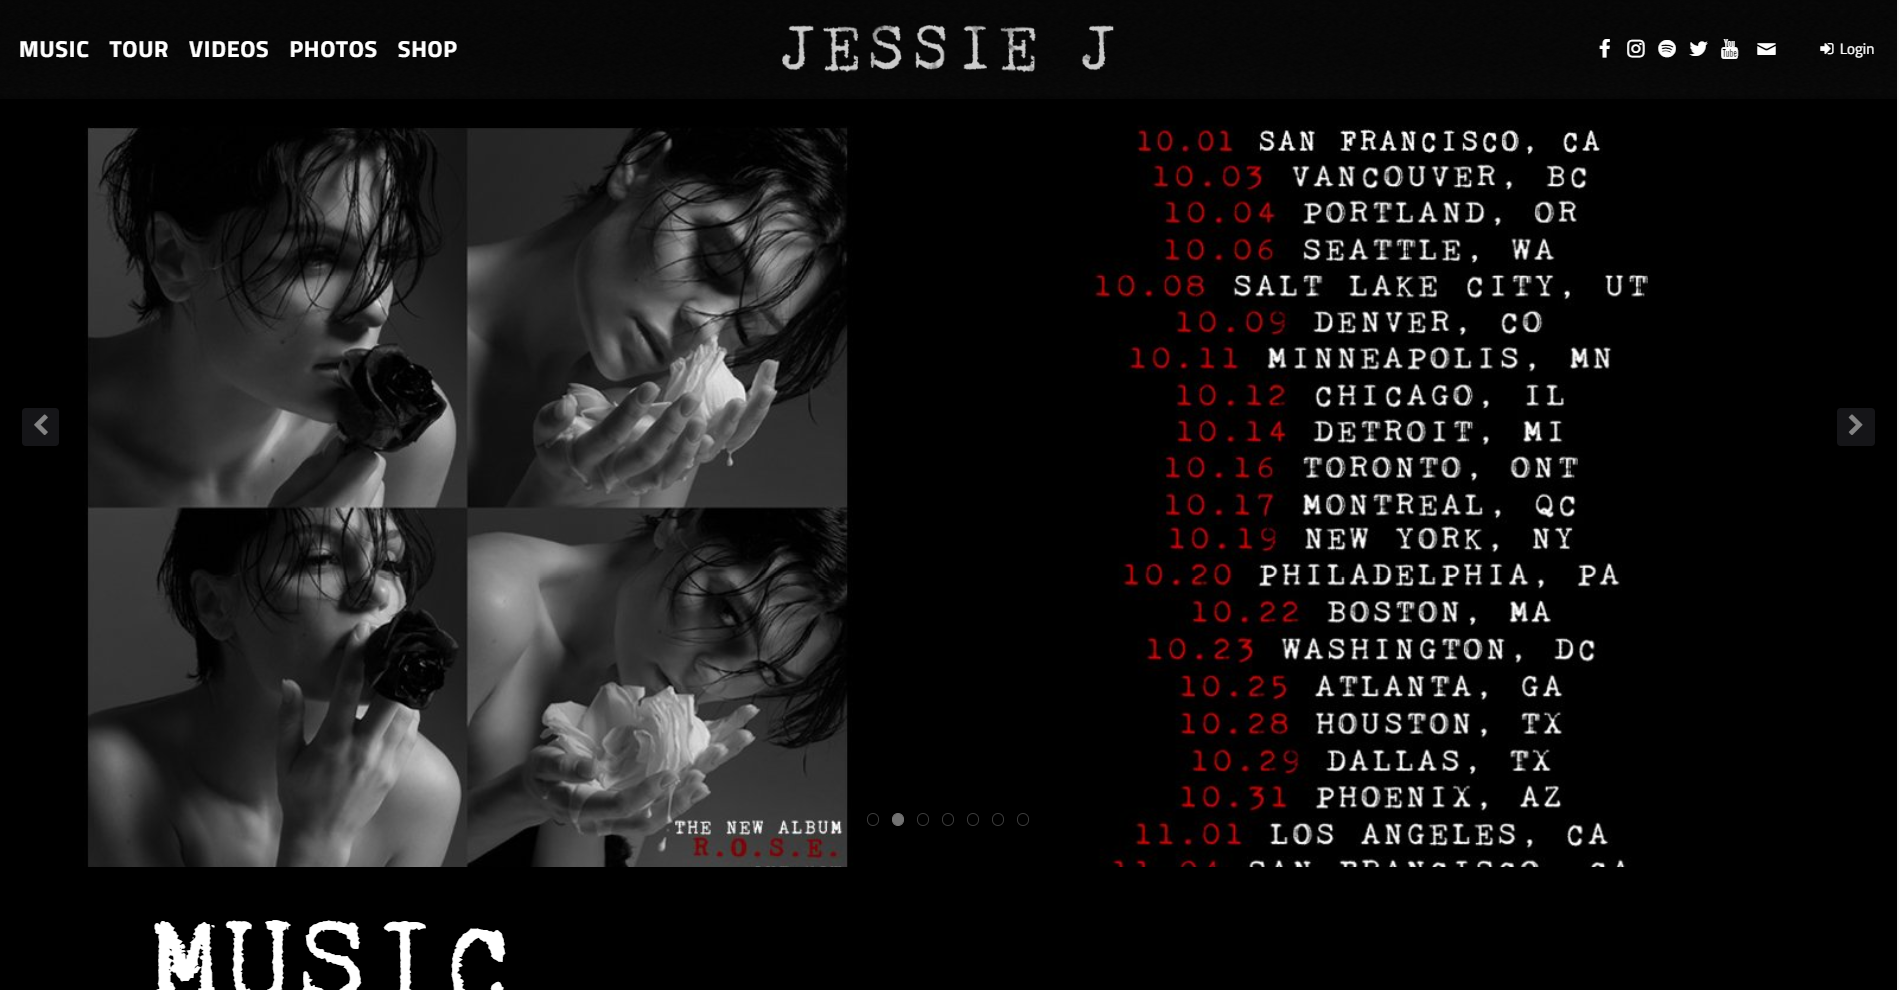 MUSIC TOUR VIDEOS PHOTOS SHOP
JESSIE J
You Tube
Login
10.01 SAN FRANCISCO, CA
10.03 VANCOUVER, BC
10.04 PORTLAND, OR
10.06 SEATTLE, WA
10.08 SALT LAKE CITY, UT
10.09 DENVER, CO
10.11 MINNEAPOLIS, MN
10.12 CHICAGO, IL
10.14 DETROIT, MI
10.16 TORONTO, ONT
10.17 MONTREAL, QC
10.19 NEW YORK, NY
10.20 PHILADELPHIA, PA
10.22 BOSTON, MA
10.23 WASHINGTON, DC
10.25 ATLANTA, GA
10.28 HOUSTON, TX
10.29 DALLAS, TX
10.31 PHOENIX, AZ
11.01 LOS ANGELES, CA
SAN FRANCISCO, CA
THE NEW ALBUM
R.O.S.E.
MUSIC